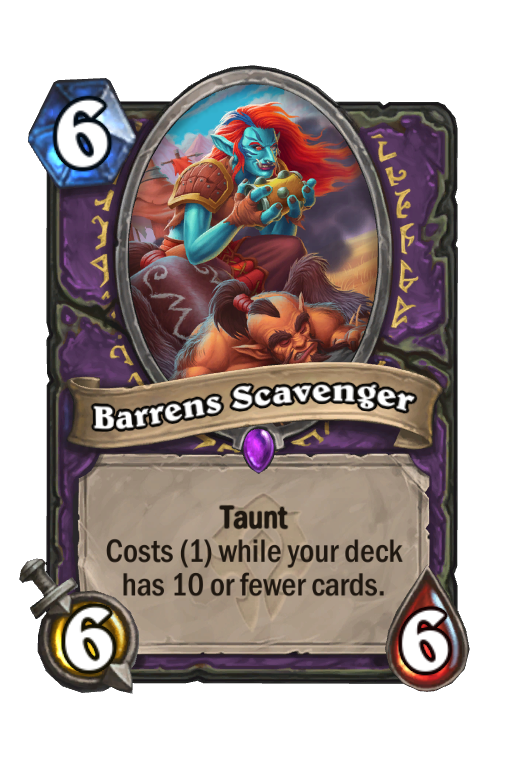 6
Barrens Scavenger
Taunt
Costs (1) while your deck
has 10 or fewer cards.
6
6